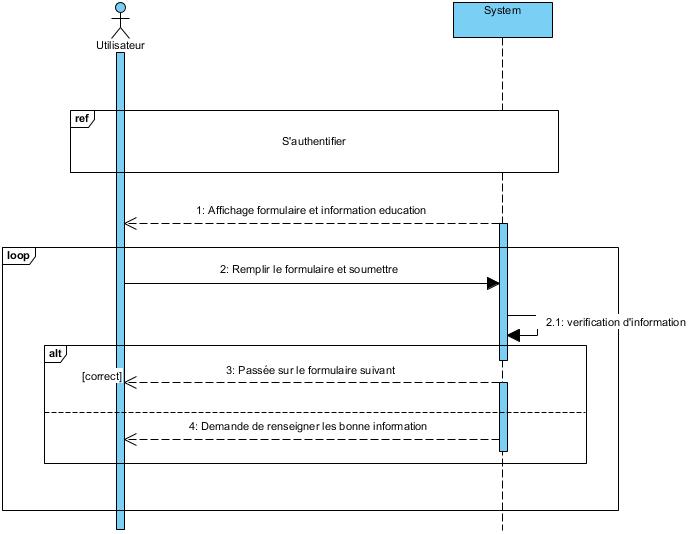 System
Utilisateur
ref
S'authentifier
1: Affichage formulaire et information education
loop
2: Remplir le formulaire et soumettre
2.1: verification d'information
alt
3: Passée sur le formulaire suivant
[correct]
4: Demande de renseigner les bonne information